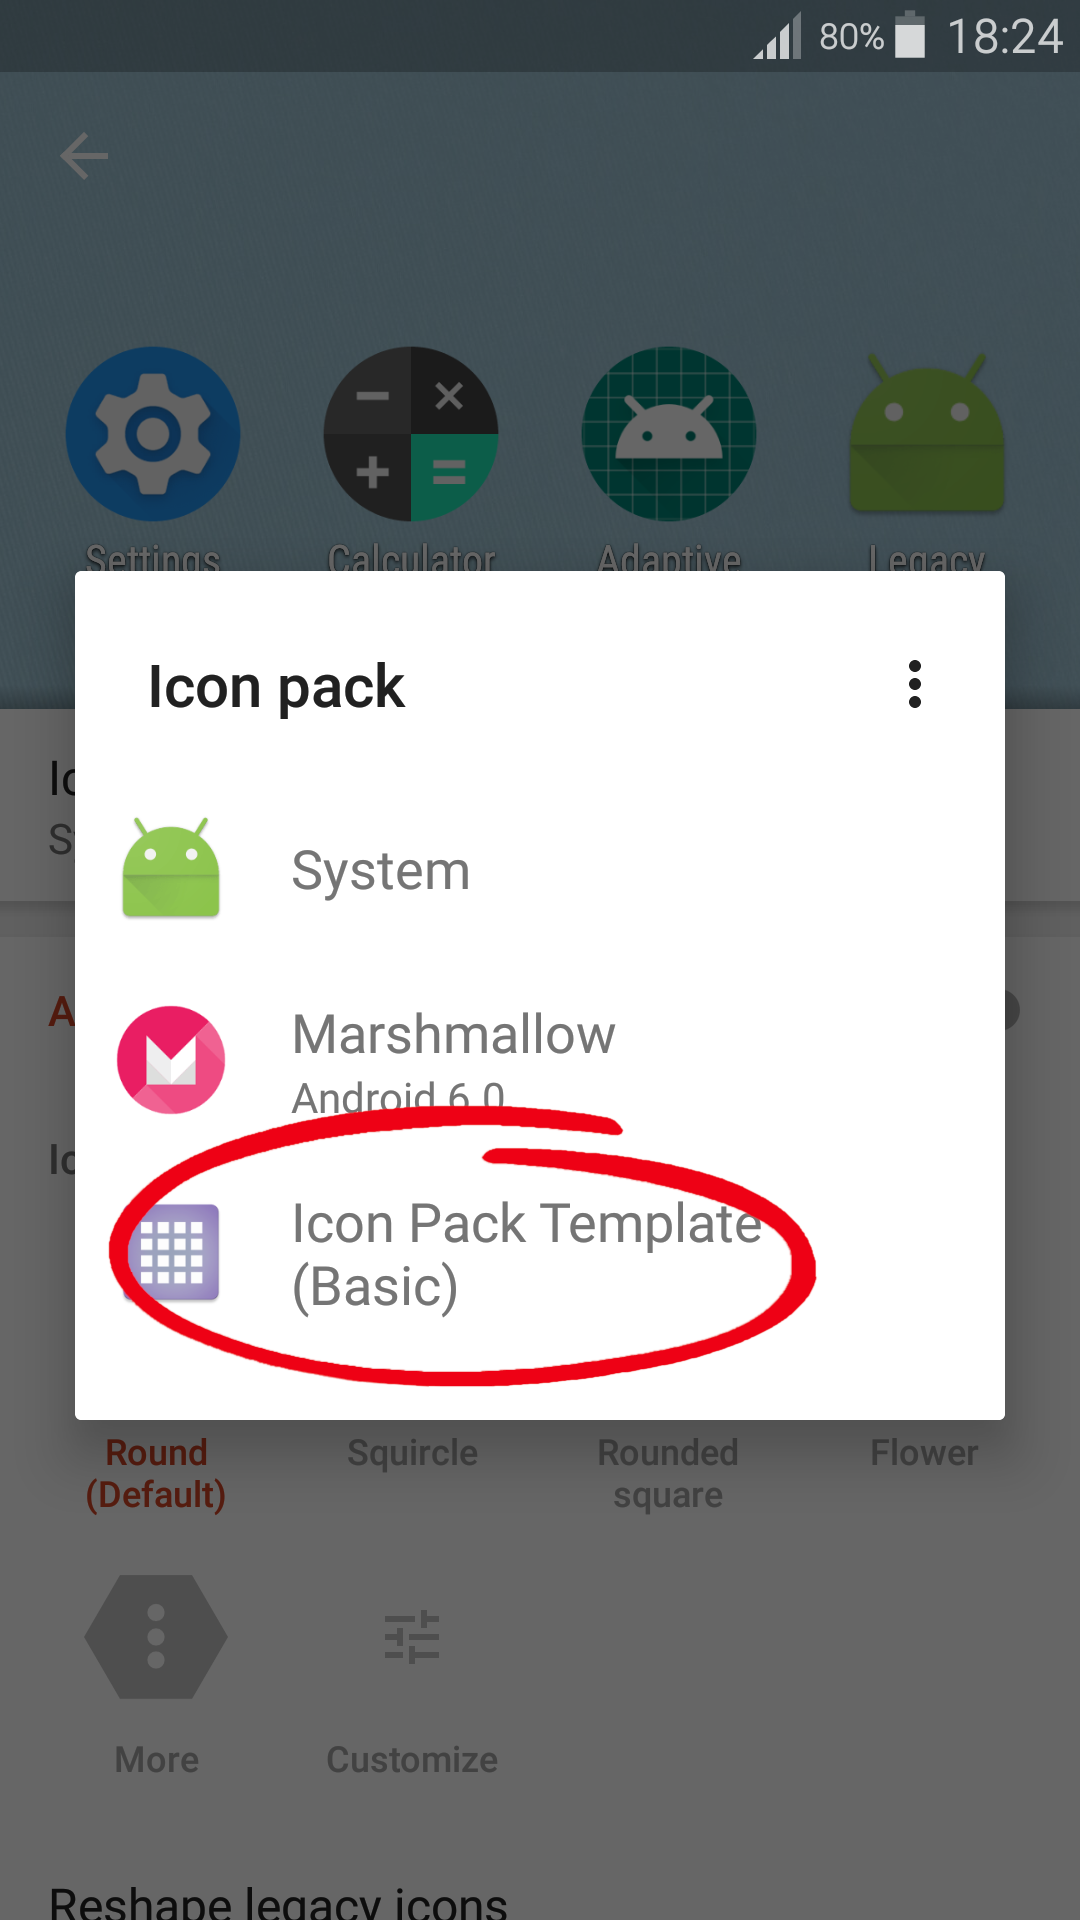 80% 18:24
Settings Calculator Adaptive Legacy
Icon pack
System
Marshmallow
Android 6.0
Icon Pack Template
(Basic)
Round Squircle Rounded Flower
(Default) square
More Customize
Reshape legacy icons